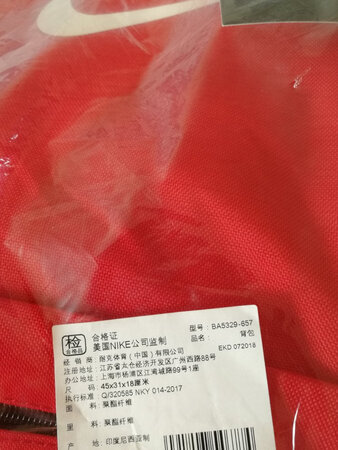 检
合格品
合格证
美国NIKE公司监制
型号： BA5329-657
品名： 背包
EKD 072018
经销商： 耐克体育（中国）有限公司
注册地址： 江苏省太仓经济开发区广州西路88号
办公地址： 上海市杨浦区江湾城路99号1座
尺码： 45x31x18厘米
执行标准： Q/320585 NKY 014-2017
面料： 聚酯纤维
里料： 聚酯纤维
产地： 印度尼西亚制